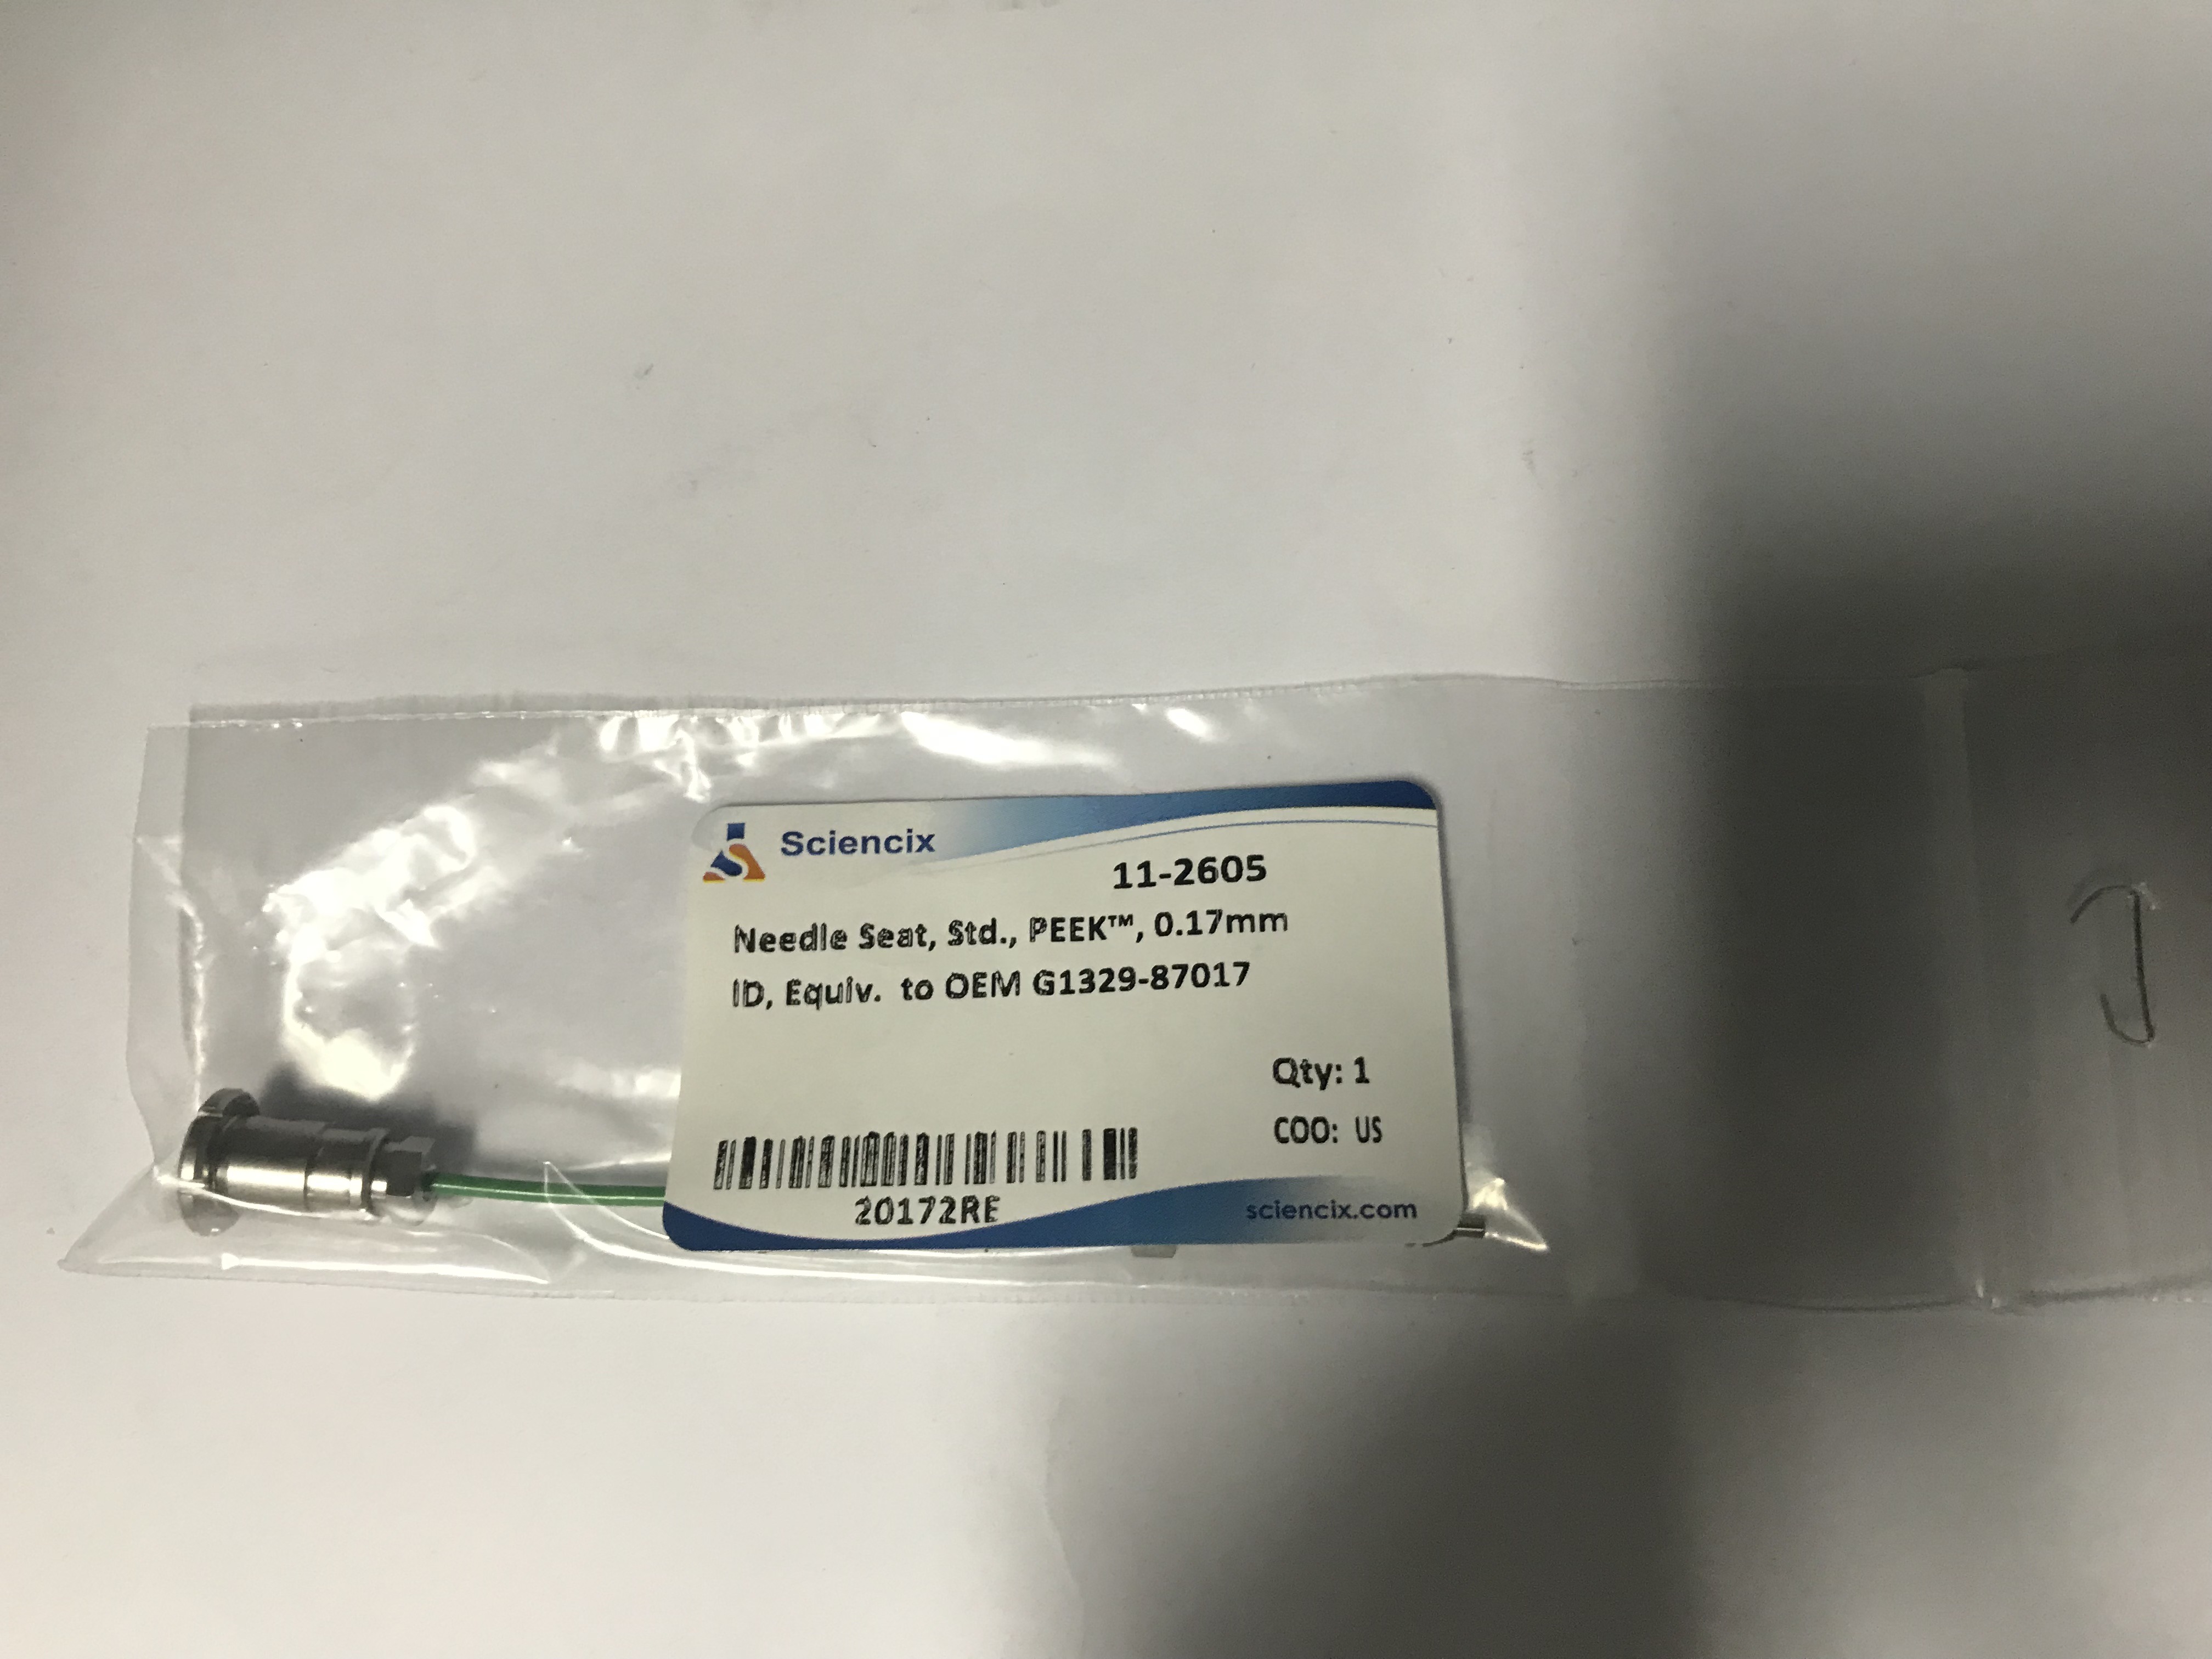 Sciencix
11-2605
Needle Seat, Std., PEEK™, 0.17mm
ID, Equiv. to OEM G1329-87017
Qty: 1
COO: US
20172RE
sciencix.com